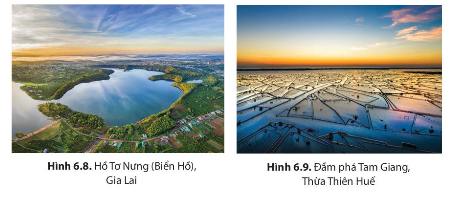 Hình 6.8. Hồ Tơ Nưng (Biển Hồ),
Gia Lai
Hình 6.9. Đầm phá Tam Giang,
Thừa Thiên Huế